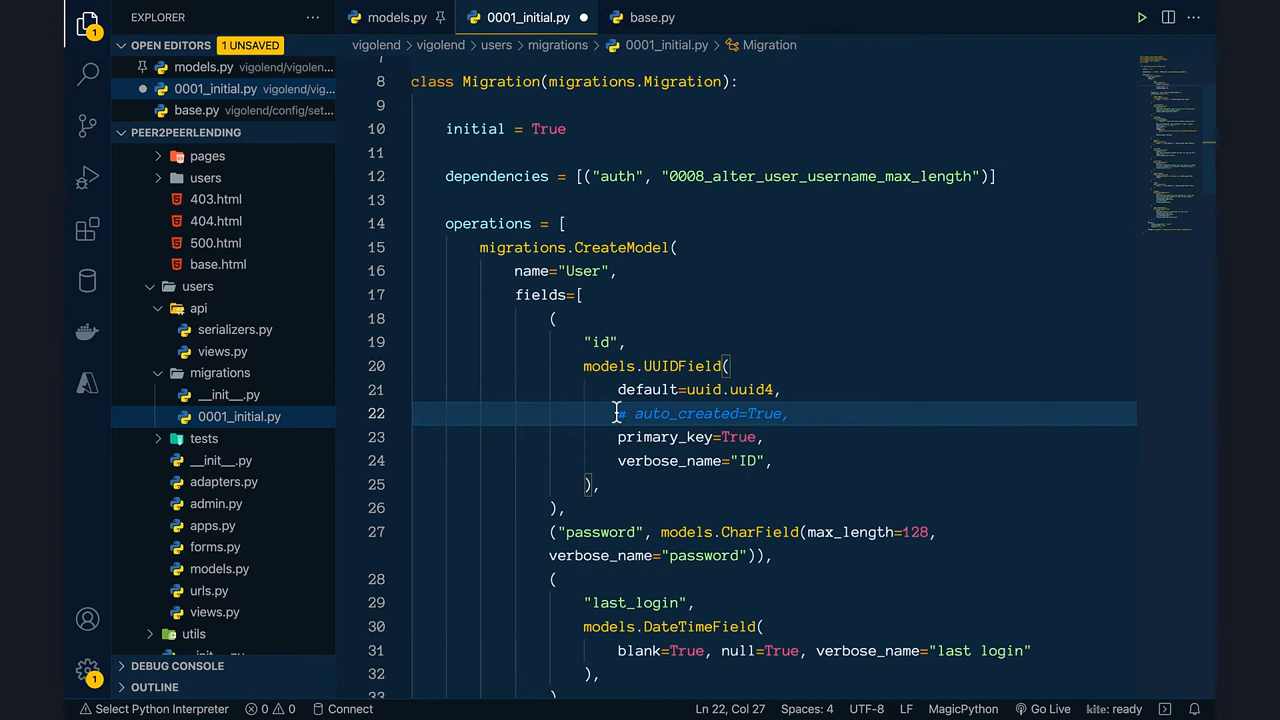 EXPLORER
OPEN EDITORS 1 UNSAVED
models.py vigolend/vigolen...
0001_initial.py vigolend/vig...
base.py vigolend/config/set...
PEER2PEERLENDING
pages
users
403.html
404.html
500.html
base.html
users
api
serializers.py
views.py
migrations
__init__.py
0001_initial.py
tests
__init__.py
adapters.py
admin.py
apps.py
forms.py
models.py
urls.py
views.py
utils
DEBUG CONSOLE
OUTLINE
1
1
models.py 0001_initial.py base.py
vigolend > vigolend > users > migrations > 0001_initial.py > Migration
7
8 class Migration(migrations.Migration):
9
10 initial = True
11
12 dependencies = [("auth", "0008_alter_user_username_max_length")]
13
14 operations = [
15 migrations.CreateModel(
16 name="User",
17 fields=[
18 (
19 "id",
20 models.UUIDField(
21 default=uuid.uuid4,
22 # auto_created=True,
23 primary_key=True,
24 verbose_name="ID",
25 ),
26 ),
27 ("password", models.CharField(max_length=128,
verbose_name="password")),
28 (
29 "last_login",
30 models.DateTimeField(
31 blank=True, null=True, verbose_name="last login"
32 ),
33 )
Select Python Interpreter 0 0 Connect Ln 22, Col 27 Spaces: 4 UTF-8 LF MagicPython Go Live kite: ready